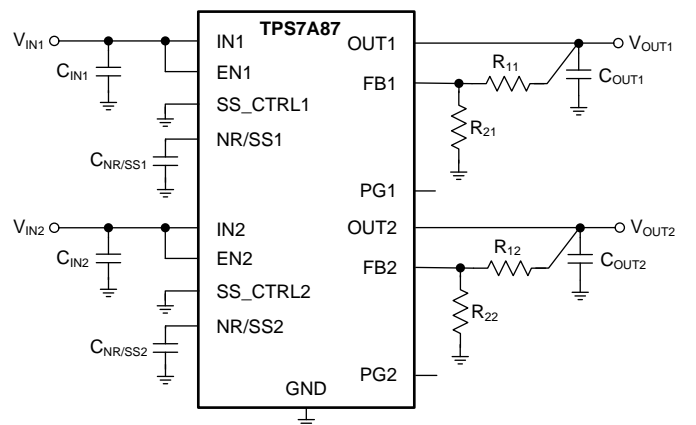 TPS7A87
V_IN1
C_IN1
IN1
EN1
SS_CTRL1
NR/SS1
C_NR/SS1
OUT1
FB1
R_11
R_21
V_OUT1
C_OUT1
PG1
V_IN2
C_IN2
IN2
EN2
SS_CTRL2
NR/SS2
C_NR/SS2
OUT2
FB2
R_12
R_22
V_OUT2
C_OUT2
PG2
GND